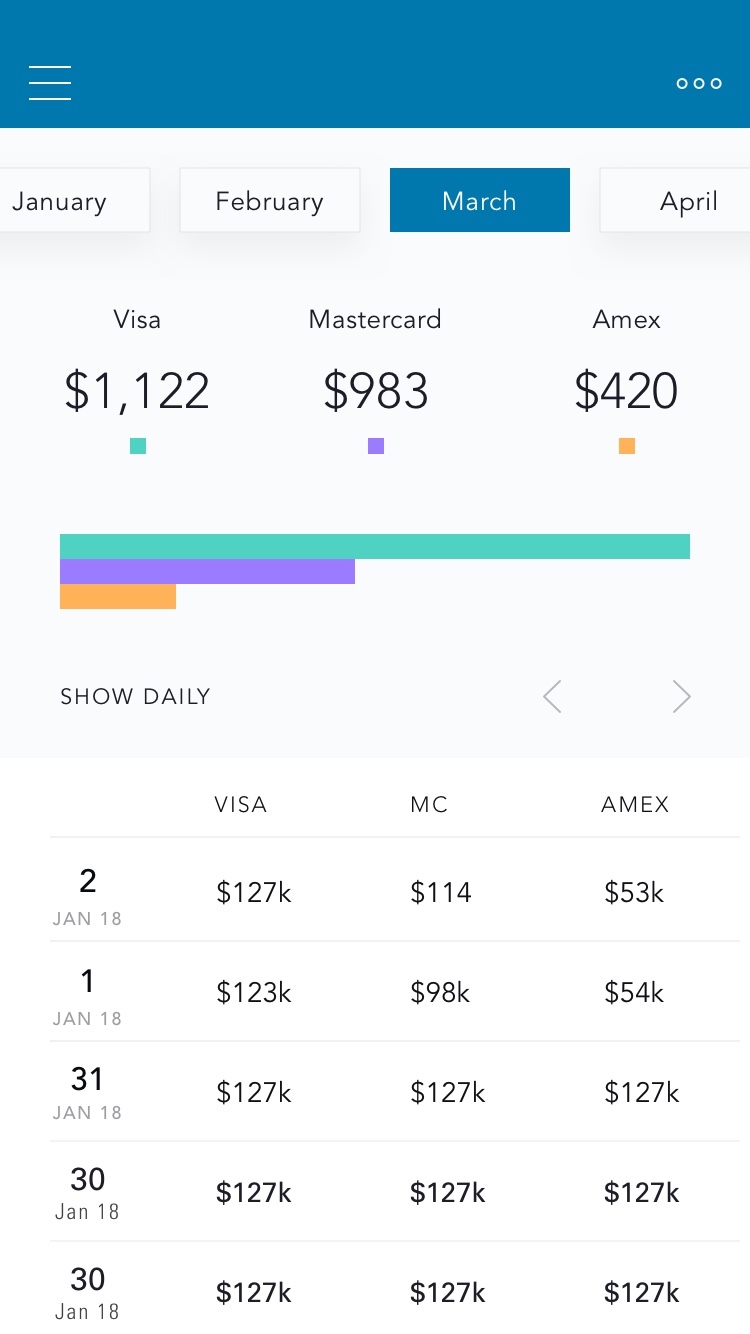 January February March April
Visa Mastercard Amex
$1,122 $983 $420
SHOW DAILY
VISA MC AMEX
2 $127k $114 $53k
JAN 18
1 $123k $98k $54k
JAN 18
31 $127k $127k $127k
JAN 18
30 $127k $127k $127k
Jan 18
30 $127k $127k $127k
Jan 18